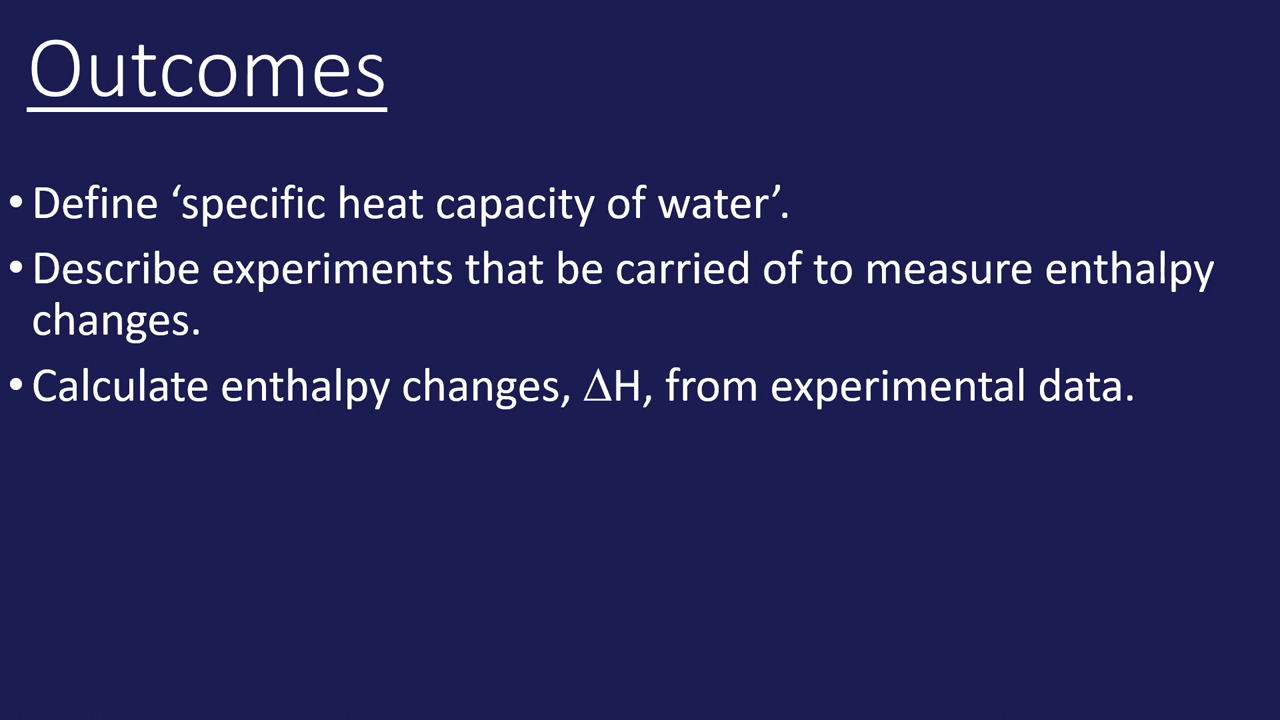 Outcomes
• Define ‘specific heat capacity of water’.
• Describe experiments that be carried of to measure enthalpy
changes.
• Calculate enthalpy changes, ΔH, from experimental data.